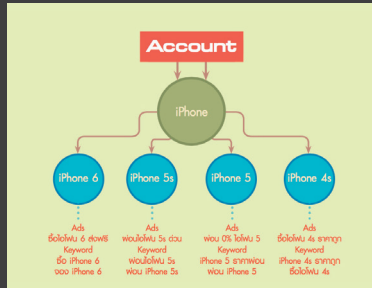 Account
iPhone
iPhone 6
iPhone 5s
iPhone 5
iPhone 4s
Ads
ซื้อไอโฟน 6 ส่งฟรี
Keyword
ซื้อ iPhone 6
จอง iPhone 6
Ads
ผ่อนไอโฟน 5s ด่วน
Keyword
ผ่อนไอโฟน 5s
ผ่อน iPhone 5s
Ads
ผ่อน 0% ไอโฟน 5
Keyword
iPhone 5 ราคาผ่อน
ผ่อน iPhone 5
Ads
ซื้อไอโฟน 4s ราคาถูก
Keyword
iPhone 4s ราคาถูก
ซื้อไอโฟน 4s